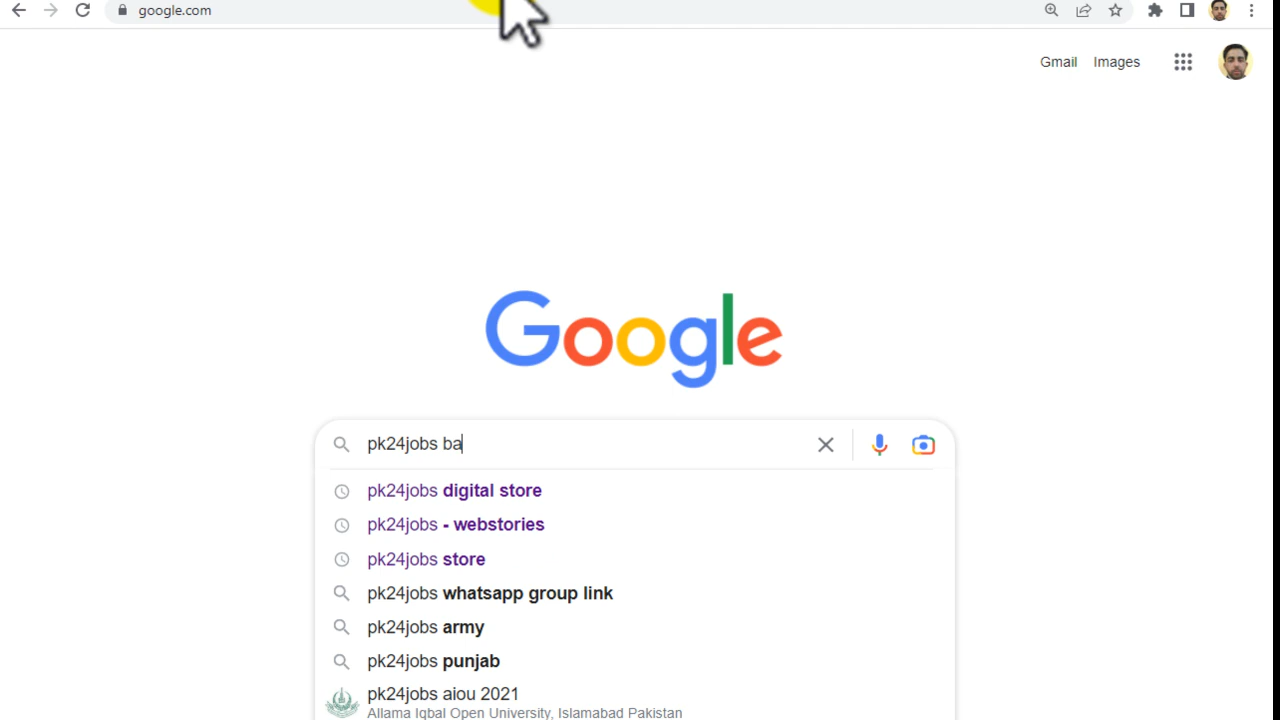 google.com
Gmail Images
Google
pk24jobs ba
pk24jobs digital store
pk24jobs - webstories
pk24jobs store
pk24jobs whatsapp group link
pk24jobs army
pk24jobs punjab
pk24jobs aiou 2021
Allama Iqbal Open University, Islamabad Pakistan